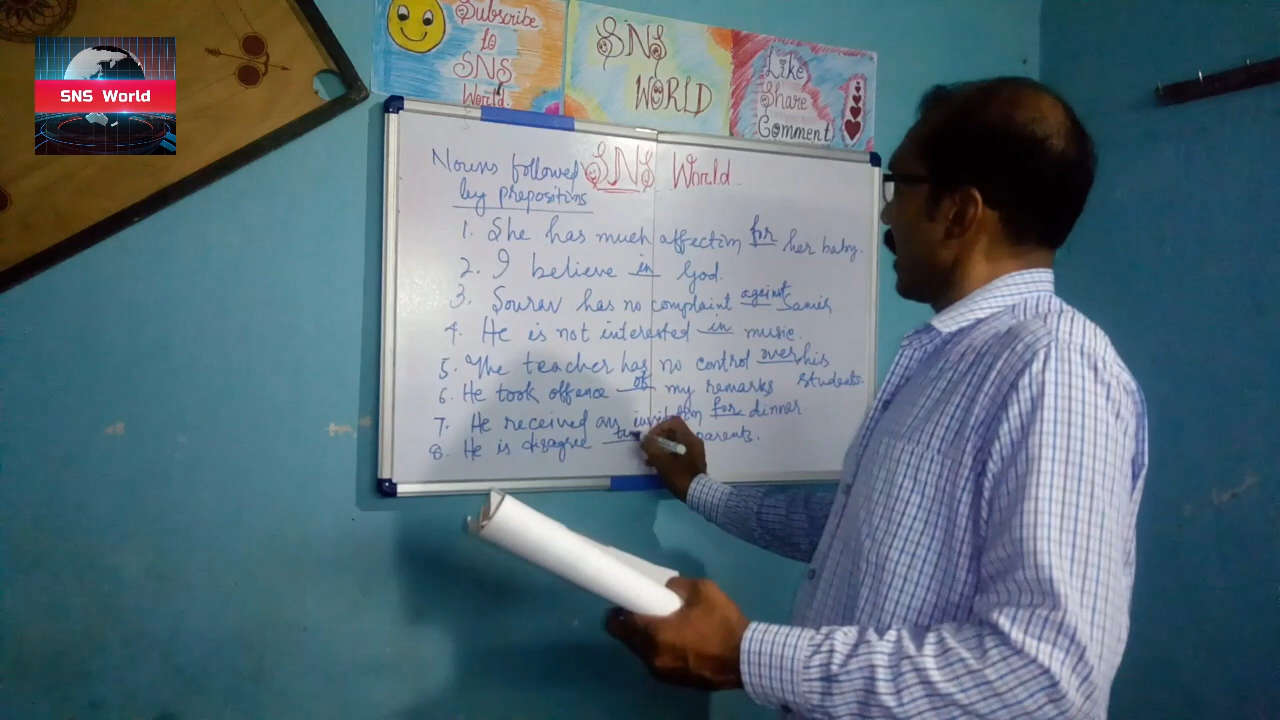 SNS World
Subscribe
to
SNS
World.
SNS
WORLD
Like
Share
Comment
Nouns followed
by prepositions
SNS World
1. She has much affection for her baby.
2. I believe in God.
3. Sourav has no complaint against
4. He is not interested in music.
5. The teacher has no control over his
students.
6. He took offence at my remarks
7. He received an for dinner
8. He is disagree parents.